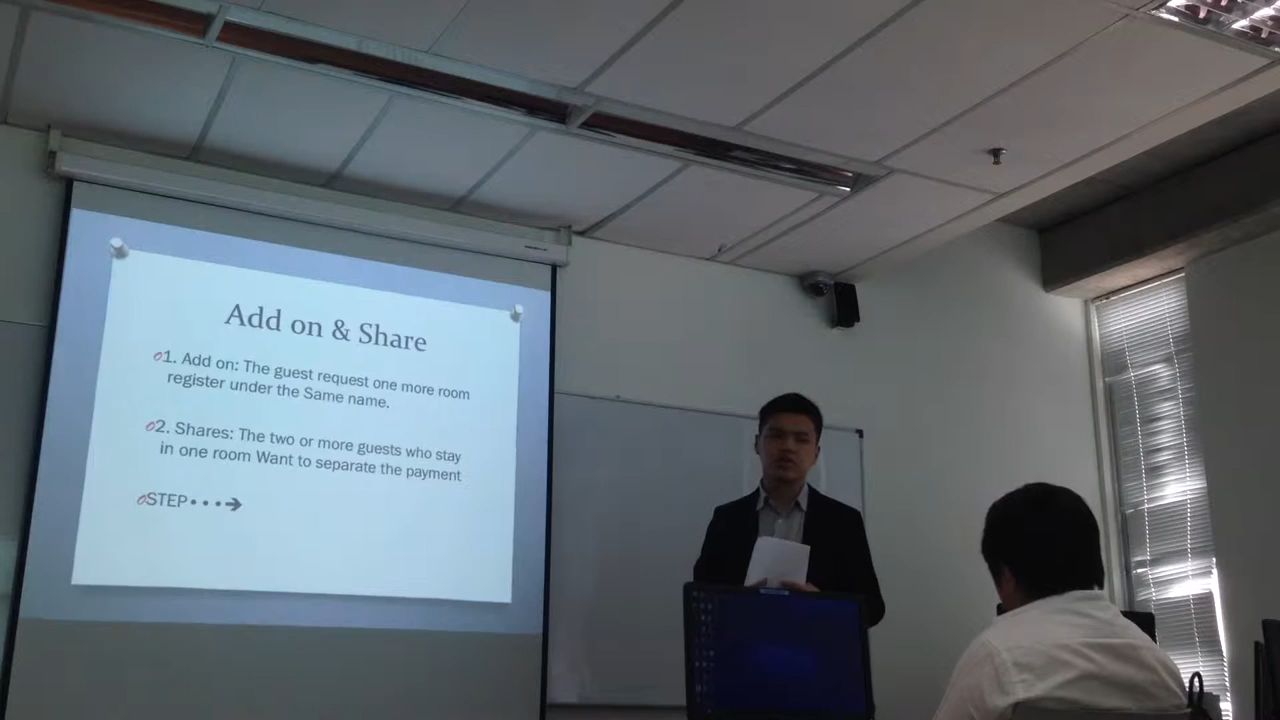 Add on & Share
1. Add on: The guest request one more room
register under the Same name.
2. Shares: The two or more guests who stay
in one room Want to separate the payment
STEP•••➔